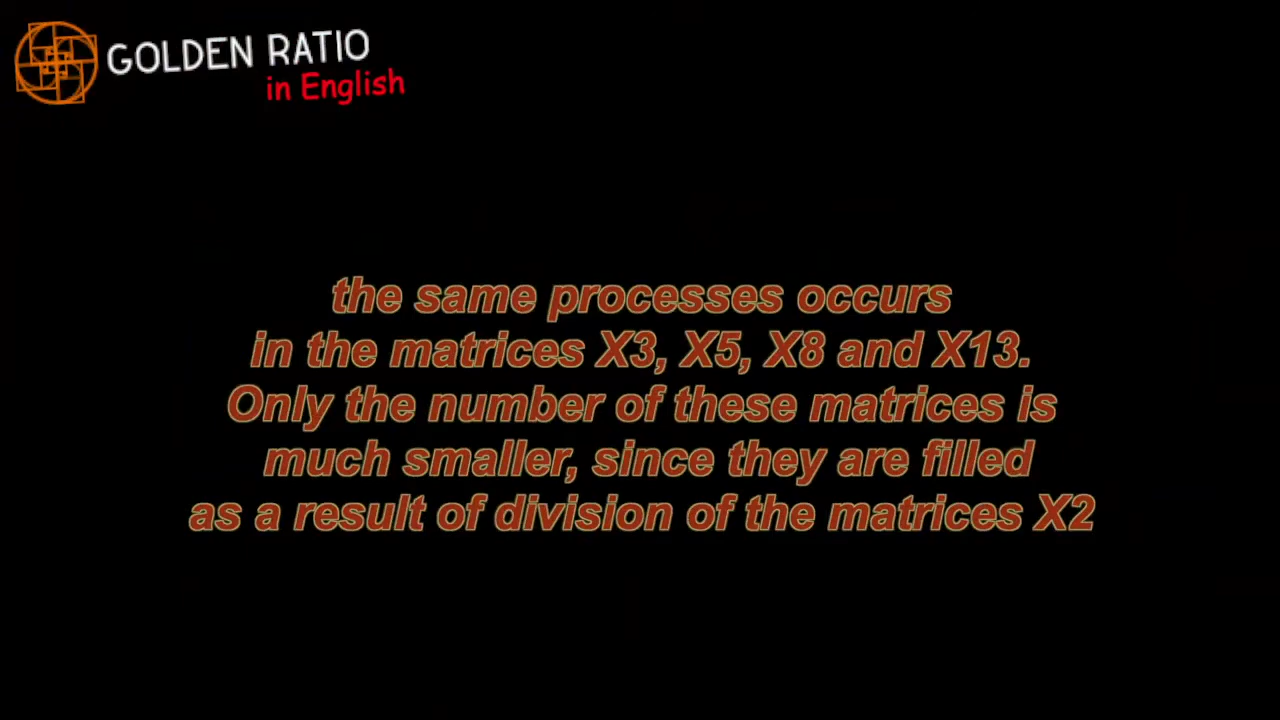 GOLDEN RATIO
in English
the same processes occurs
in the matrices X3, X5, X8 and X13.
Only the number of these matrices is
much smaller, since they are filled
as a result of division of the matrices X2